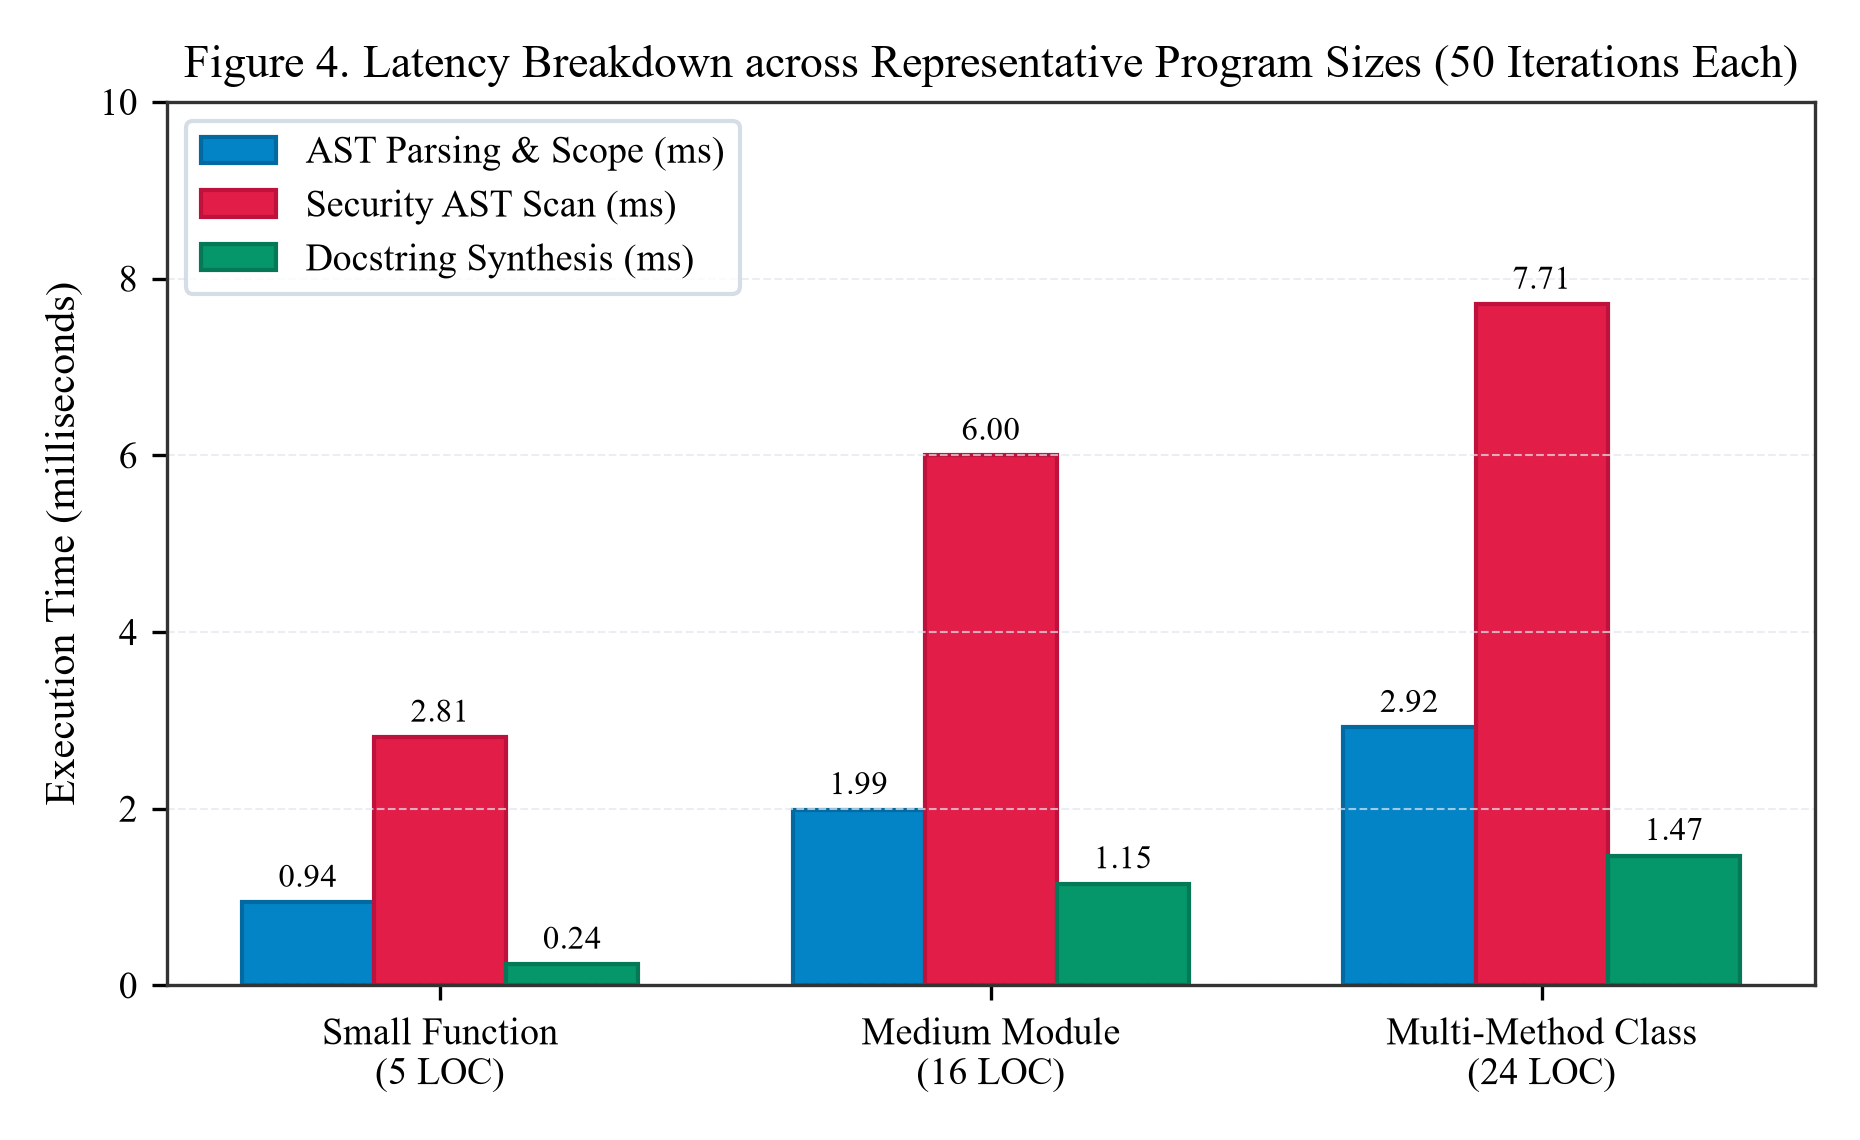 Figure 4. Latency Breakdown across Representative Program Sizes (50 Iterations Each)
10
8
6
4
2
0
Execution Time (milliseconds)
AST Parsing & Scope (ms)
Security AST Scan (ms)
Docstring Synthesis (ms)
0.94
2.81
0.24
1.99
6.00
1.15
2.92
7.71
1.47
Small Function
(5 LOC)
Medium Module
(16 LOC)
Multi-Method Class
(24 LOC)